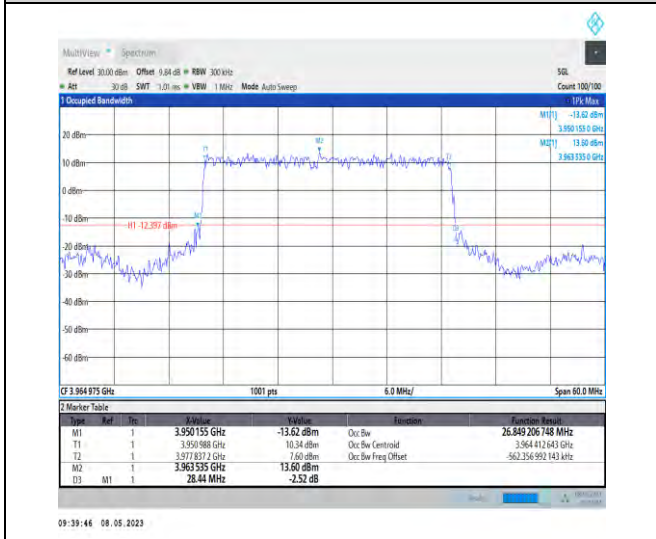 MultiView Spectrum
Ref Level 30.00 dBm Offset 9.84 dB RBW 300 kHz SGL
Att 30 dB SWT 1.01 ms VBW 1 MHz Mode Auto Sweep Count 100/100
1 Occupied Bandwidth 1Pk Max
M1[1] -13.62 dBm
3.950 155 0 GHz
M2[1] 13.60 dBm
3.963 535 0 GHz
20 dBm
M2
T1
10 dBm
0 dBm
-10 dBm
M1
H1 -12.397 dBm
-20 dBm
-30 dBm
-40 dBm
-50 dBm
-60 dBm
CF 3.964 975 GHz 1001 pts 6.0 MHz/ Span 60.0 MHz
2 Marker Table
Type Ref Trc X-Value Y-Value Function Function Result
M1 1 3.950155 GHz -13.62 dBm Occ Bw 26.849 206 748 MHz
T1 1 3.950 988 GHz 10.34 dBm Occ Bw Centroid 3.964 412 643 GHz
T2 1 3.977 837 2 GHz 7.60 dBm Occ Bw Freq Offset -562.356 992 143 kHz
M2 1 3.963 535 GHz 13.60 dBm
D3 M1 1 28.44 MHz -2.52 dB
09:39:46 08.05.2023